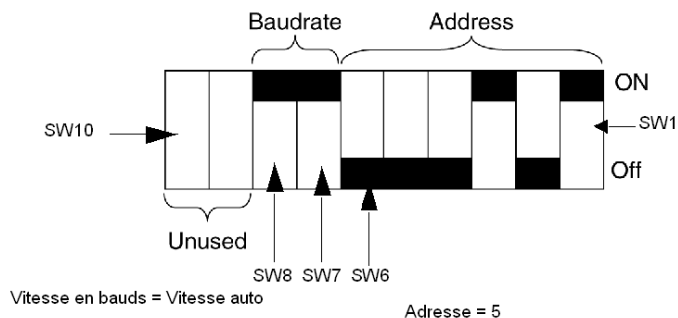 Baudrate
Address
ON
SW10
SW1
Off
Unused
SW8
SW7
SW6
Vitesse en bauds = Vitesse auto
Adresse = 5